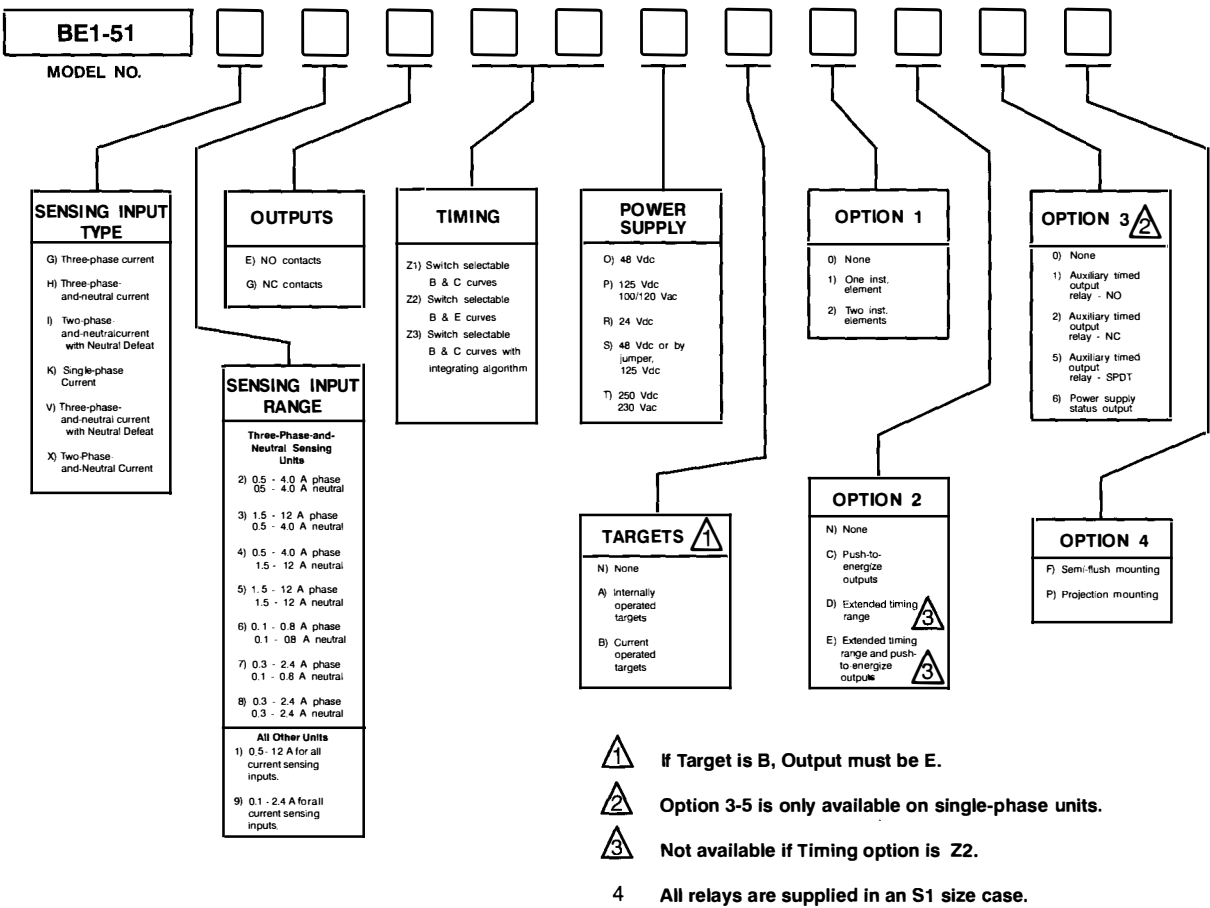 BE1-51
MODEL NO.
SENSING INPUT
TYPE
G) Three-phase current
H) Three-phase-
and-neutral current
I) Two-phase-
and-neutralcurrent
with Neutral Defeat
K) Single-phase
Current
V) Three-phase-
and-neutral current
with Neutral Defeat
X) Two-Phase-
and-Neutral Current
OUTPUTS
E) NO contacts
G) NC contacts
SENSING INPUT
RANGE
Three-Phase-and-
Neutral Sensing
Units
2) 0.5 - 4.0 A phase
0.5 - 4.0 A neutral
3) 1.5 - 12 A phase
0.5 - 4.0 A neutral
4) 0.5 - 4.0 A phase
1.5 - 12 A neutral
5) 1.5 - 12 A phase
1.5 - 12 A neutral
6) 0.1 - 0.8 A phase
0.1 - 0.8 A neutral
7) 0.3 - 2.4 A phase
0.1 - 0.8 A neutral
8) 0.3 - 2.4 A phase
0.3 - 2.4 A neutral
All Other Units
1) 0.5 - 12 A for all
current sensing
inputs.
9) 0.1 - 2.4 A for all
current sensing
inputs.
TIMING
Z1) Switch selectable
B & C curves
Z2) Switch selectable
B & E curves
Z3) Switch selectable
B & C curves with
integrating algorithm
POWER
SUPPLY
O) 48 Vdc
P) 125 Vdc
100/120 Vac
R) 24 Vdc
S) 48 Vdc or by
jumper,
125 Vdc
T) 250 Vdc
230 Vac
TARGETS 1
N) None
A) Internally
operated
targets
B) Current
operated
targets
OPTION 1
0) None
1) One inst.
element
2) Two inst.
elements
OPTION 2
N) None
C) Push-to-
energize
outputs
D) Extended timing
range 3
E) Extended timing
range and push-
to-energize
outputs 3
OPTION 3 2
0) None
1) Auxiliary timed
output
relay - NO
2) Auxiliary timed
output
relay - NC
5) Auxiliary timed
output
relay - SPDT
6) Power supply
status output
OPTION 4
F) Semi-flush mounting
P) Projection mounting
1 If Target is B, Output must be E.
2 Option 3-5 is only available on single-phase units.
3 Not available if Timing option is Z2.
4 All relays are supplied in an S1 size case.